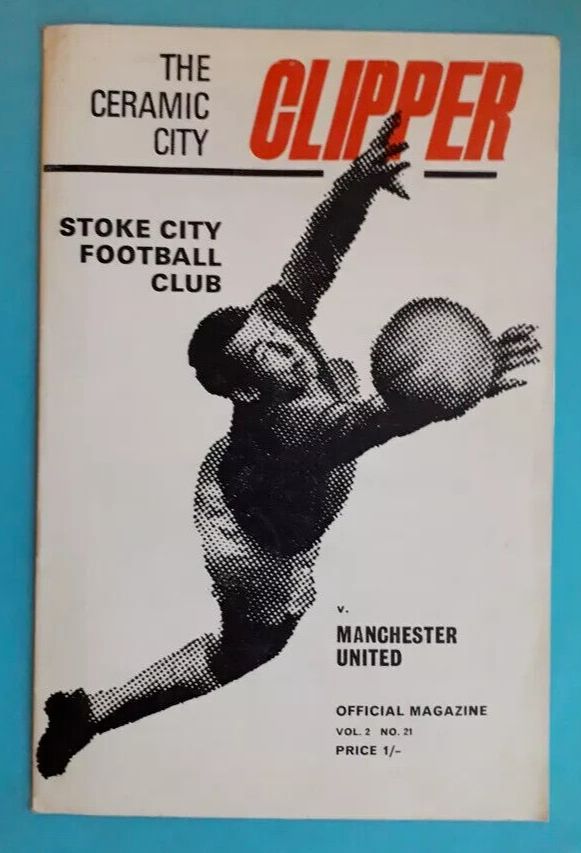 THE
CERAMIC
CITY
CLIPPER
STOKE CITY
FOOTBALL
CLUB
v.
MANCHESTER
UNITED
OFFICIAL MAGAZINE
VOL. 2 NO. 21
PRICE 1/-